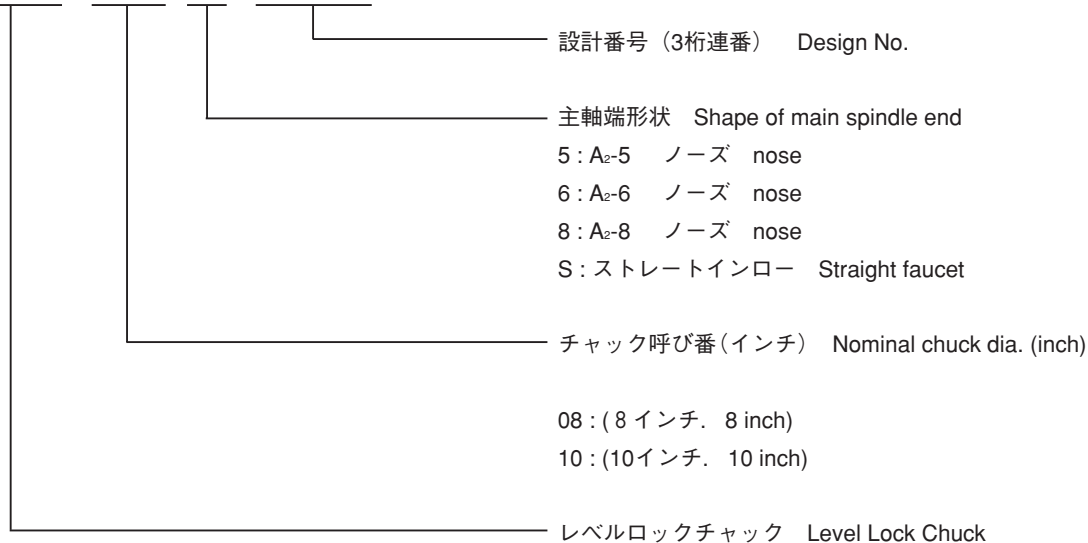 設計番号（3桁連番） Design No.
主軸端形状 Shape of main spindle end
5 : A2-5 ノーズ nose
6 : A2-6 ノーズ nose
8 : A2-8 ノーズ nose
S : ストレートインロー Straight faucet
チャック呼び番（インチ） Nominal chuck dia. (inch)
08 : ( 8 インチ. 8 inch)
10 : (10インチ. 10 inch)
レベルロックチャック Level Lock Chuck